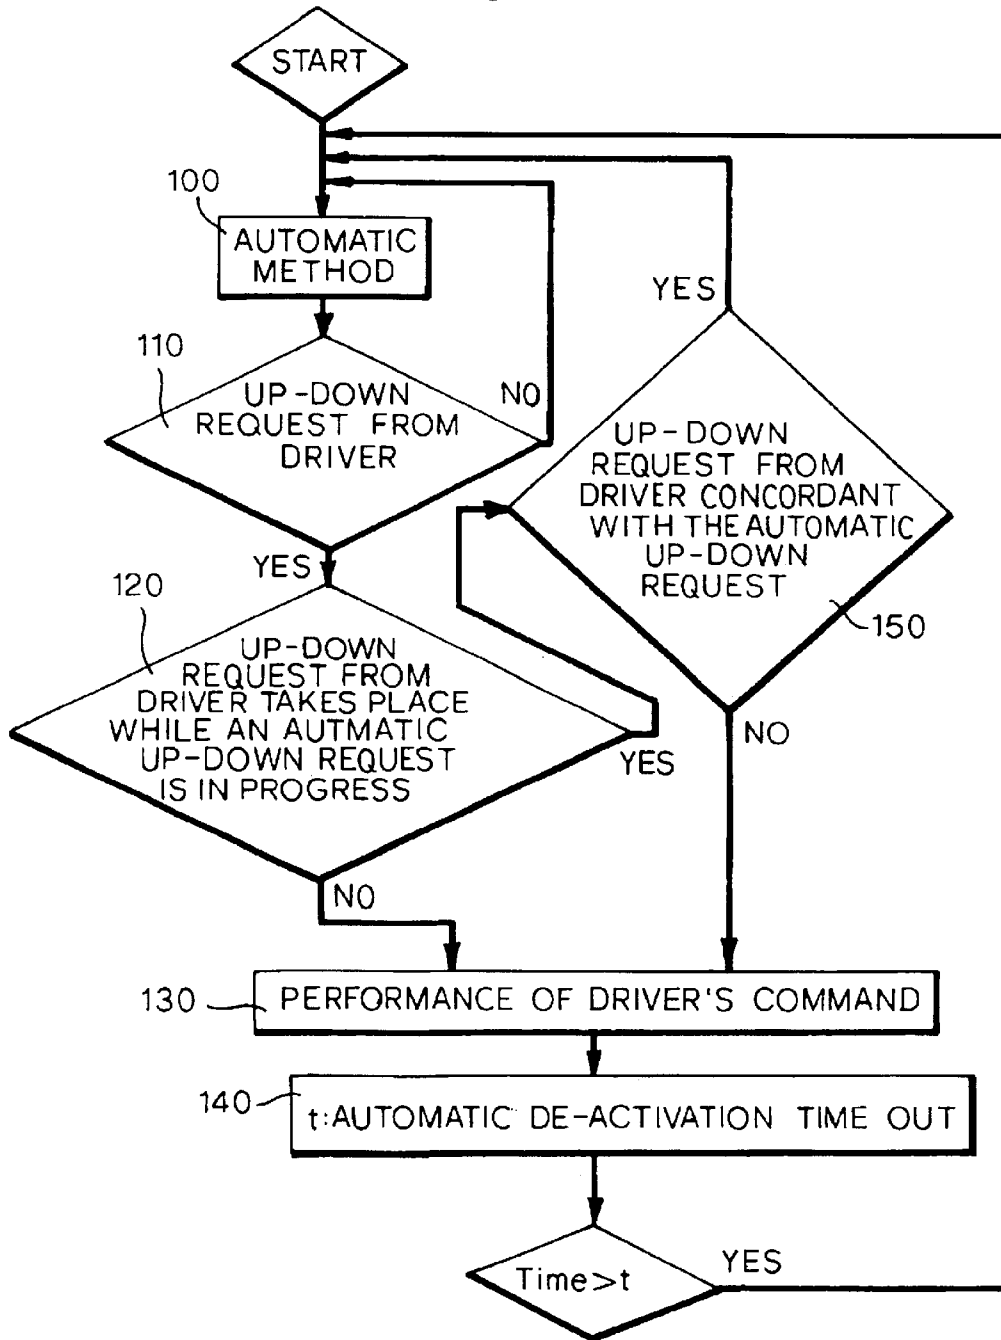 START
100
AUTOMATIC
METHOD
110
UP-DOWN
REQUEST FROM
DRIVER
NO
YES
120
UP-DOWN
REQUEST FROM
DRIVER TAKES PLACE
WHILE AN AUTMATIC
UP-DOWN REQUEST
IS IN PROGRESS
YES
NO
YES
UP-DOWN
REQUEST FROM
DRIVER CONCORDANT
WITH THE AUTOMATIC
UP-DOWN
REQUEST
150
NO
130
PERFORMANCE OF DRIVER'S COMMAND
140
t:AUTOMATIC DE-ACTIVATION TIME OUT
Time>t
YES